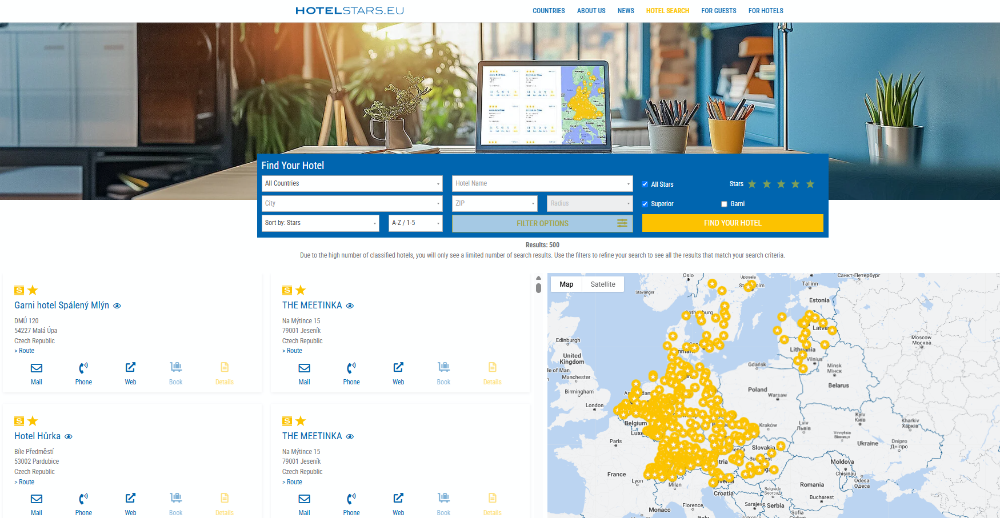 HOTELSTARS.EU
COUNTRIES ABOUT US NEWS HOTEL SEARCH FOR GUESTS FOR HOTELS
Find Your Hotel
All Countries Hotel Name All Stars Stars
City ZIP Radius Superior Garni
Sort by: Stars A-Z / 1-5 FILTER OPTIONS FIND YOUR HOTEL
Results: 500
Due to the high number of classified hotels, you will only see a limited number of search results. Use the filters to refine your search to see all the results that match your search criteria.
S
Garni hotel Spálený Mlýn
DMÚ 120
54227 Malá Úpa
Czech Republic
> Route
Mail Phone Web Book Details
S
THE MEETINKA
Na Mýtince 15
79001 Jeseník
Czech Republic
> Route
Mail Phone Web Book Details
S
Hotel Hůrka
Bíle Předměstí
53002 Pardubice
Czech Republic
> Route
Mail Phone Web Book Details
S
THE MEETINKA
Na Mýtince 15
79001 Jeseník
Czech Republic
> Route
Mail Phone Web Book Details
Map Satellite
Oslo
Uppsala
Tallinn
Санкт-Петербург
Stavanger
Estonia
Latvia
Edinburgh
Moscow
Москва
United
Kingdom
Lithuania
Vilnius
Gdańsk
Minsk
Мінск
Manchester
Belarus
Birmingham
Poland
Warsaw
London
Belgium
Kyiv
Київ
Lviv
Львів
Kharkiv
Харків
Kraków
Paris
Vinnytsia
Вінниця
Dnipro
Дніпро
Slovakia
Ukraine
France
Moldova
Chișinău
Кишинёв
Odesa
Одеса
Lyon
Milan
Romania
Croatia
Belgrade
Београд
Bucharest
Monaco
Florence,
Sarajevo
Serbia
Sofia